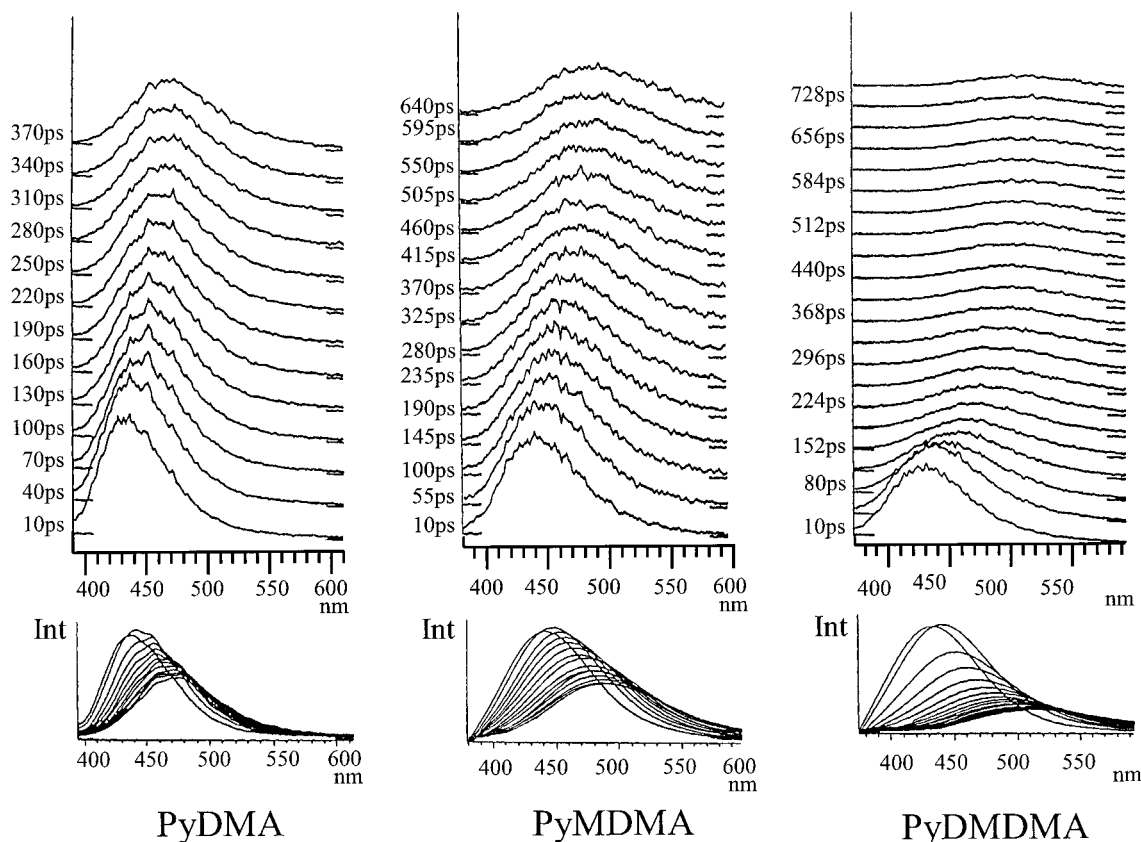 370ps
340ps
310ps
280ps
250ps
220ps
190ps
160ps
130ps
100ps
70ps
40ps
10ps
400 450 500 550 600
nm
640ps
595ps
550ps
505ps
460ps
415ps
370ps
325ps
280ps
235ps
190ps
145ps
100ps
55ps
10ps
400 450 500 550 600
nm
728ps
656ps
584ps
512ps
440ps
368ps
296ps
224ps
152ps
80ps
10ps
400 450 500 550 nm
Int
400 450 500 550 600
nm
PyDMA
Int
400 450 500 550 600
nm
PyMDMA
Int
400 450 500 550
nm
PyDMDMA